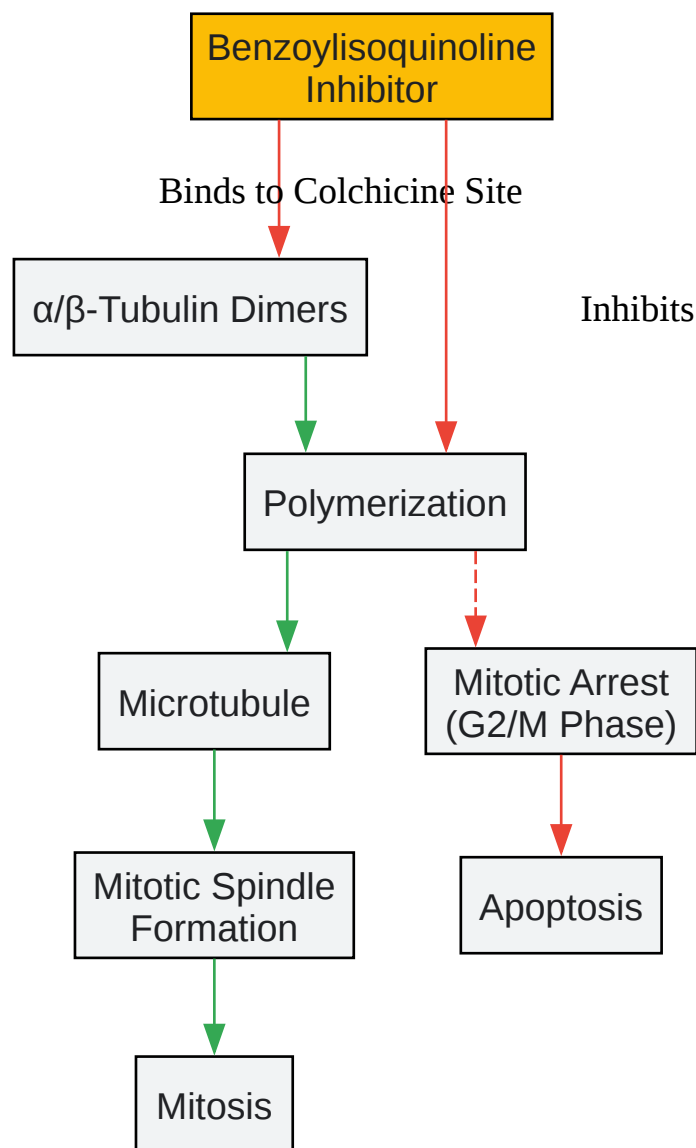 Benzoylisoquinoline
Inhibitor
Binds to Colchicine Site
α/β-Tubulin Dimers
Inhibits
Polymerization
Microtubule
Mitotic Arrest
(G2/M Phase)
Mitotic Spindle
Formation
Apoptosis
Mitosis